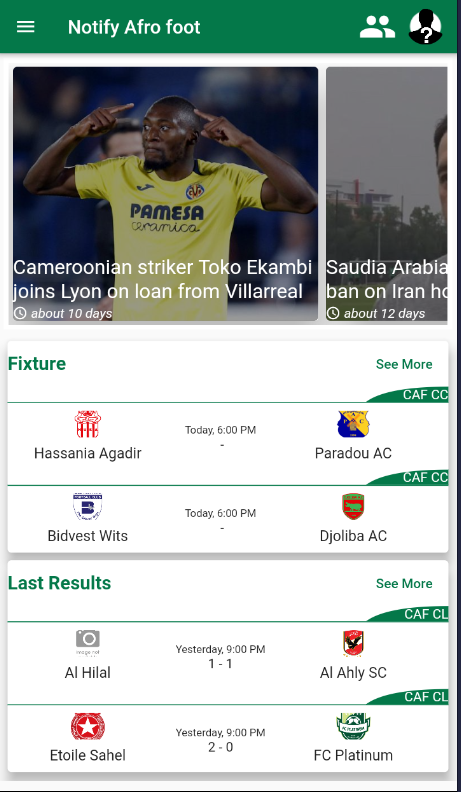 Notify Afro foot
PAMESA
ceramica
Cameroonian striker Toko Ekambi
joins Lyon on loan from Villarreal
about 10 days
Saudia Arabia
ban on Iran ho
about 12 days
Fixture
See More
CAF CC
Hassania Agadir
Today, 6:00 PM
-
Paradou AC
CAF CC
Bidvest Wits
Today, 6:00 PM
-
Djoliba AC
Last Results
See More
CAF CL
Al Hilal
Yesterday, 9:00 PM
1 - 1
Al Ahly SC
CAF CL
Etoile Sahel
Yesterday, 9:00 PM
2 - 0
FC Platinum